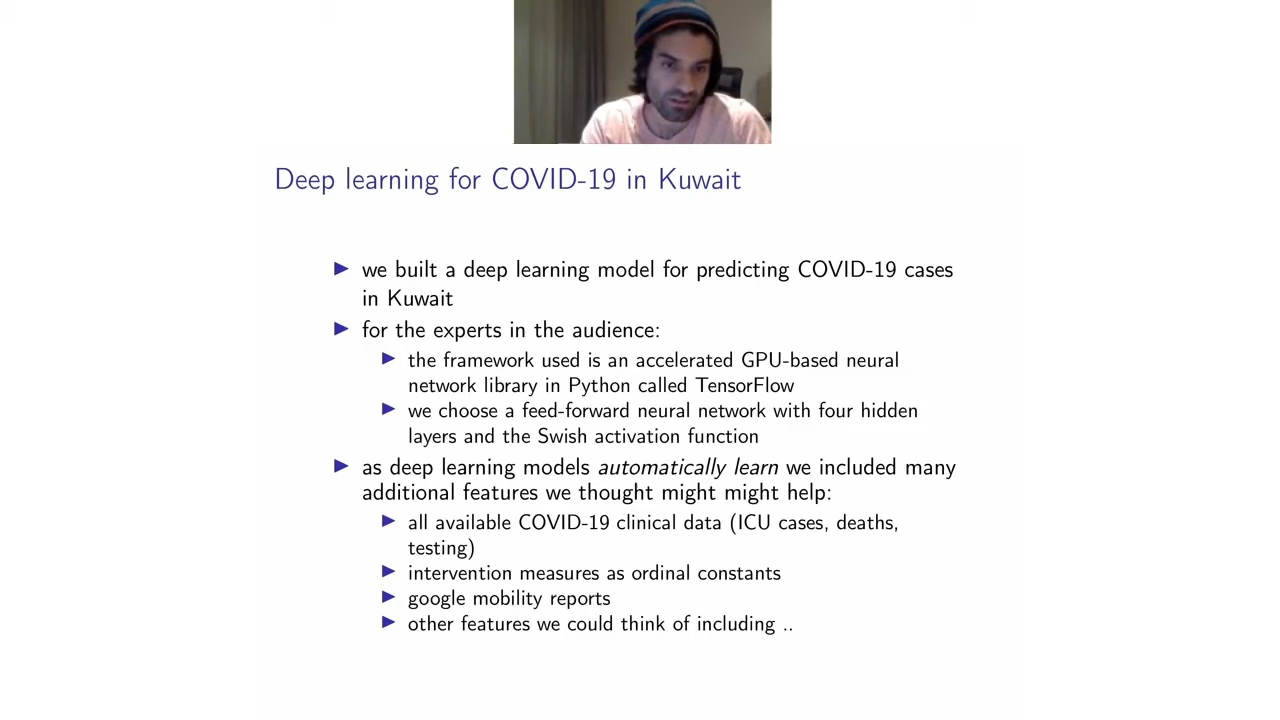 Deep learning for COVID-19 in Kuwait
▶ we built a deep learning model for predicting COVID-19 cases
in Kuwait
▶ for the experts in the audience:
▶ the framework used is an accelerated GPU-based neural
network library in Python called TensorFlow
▶ we choose a feed-forward neural network with four hidden
layers and the Swish activation function
▶ as deep learning models automatically learn we included many
additional features we thought might might help:
▶ all available COVID-19 clinical data (ICU cases, deaths,
testing)
▶ intervention measures as ordinal constants
▶ google mobility reports
▶ other features we could think of including ..